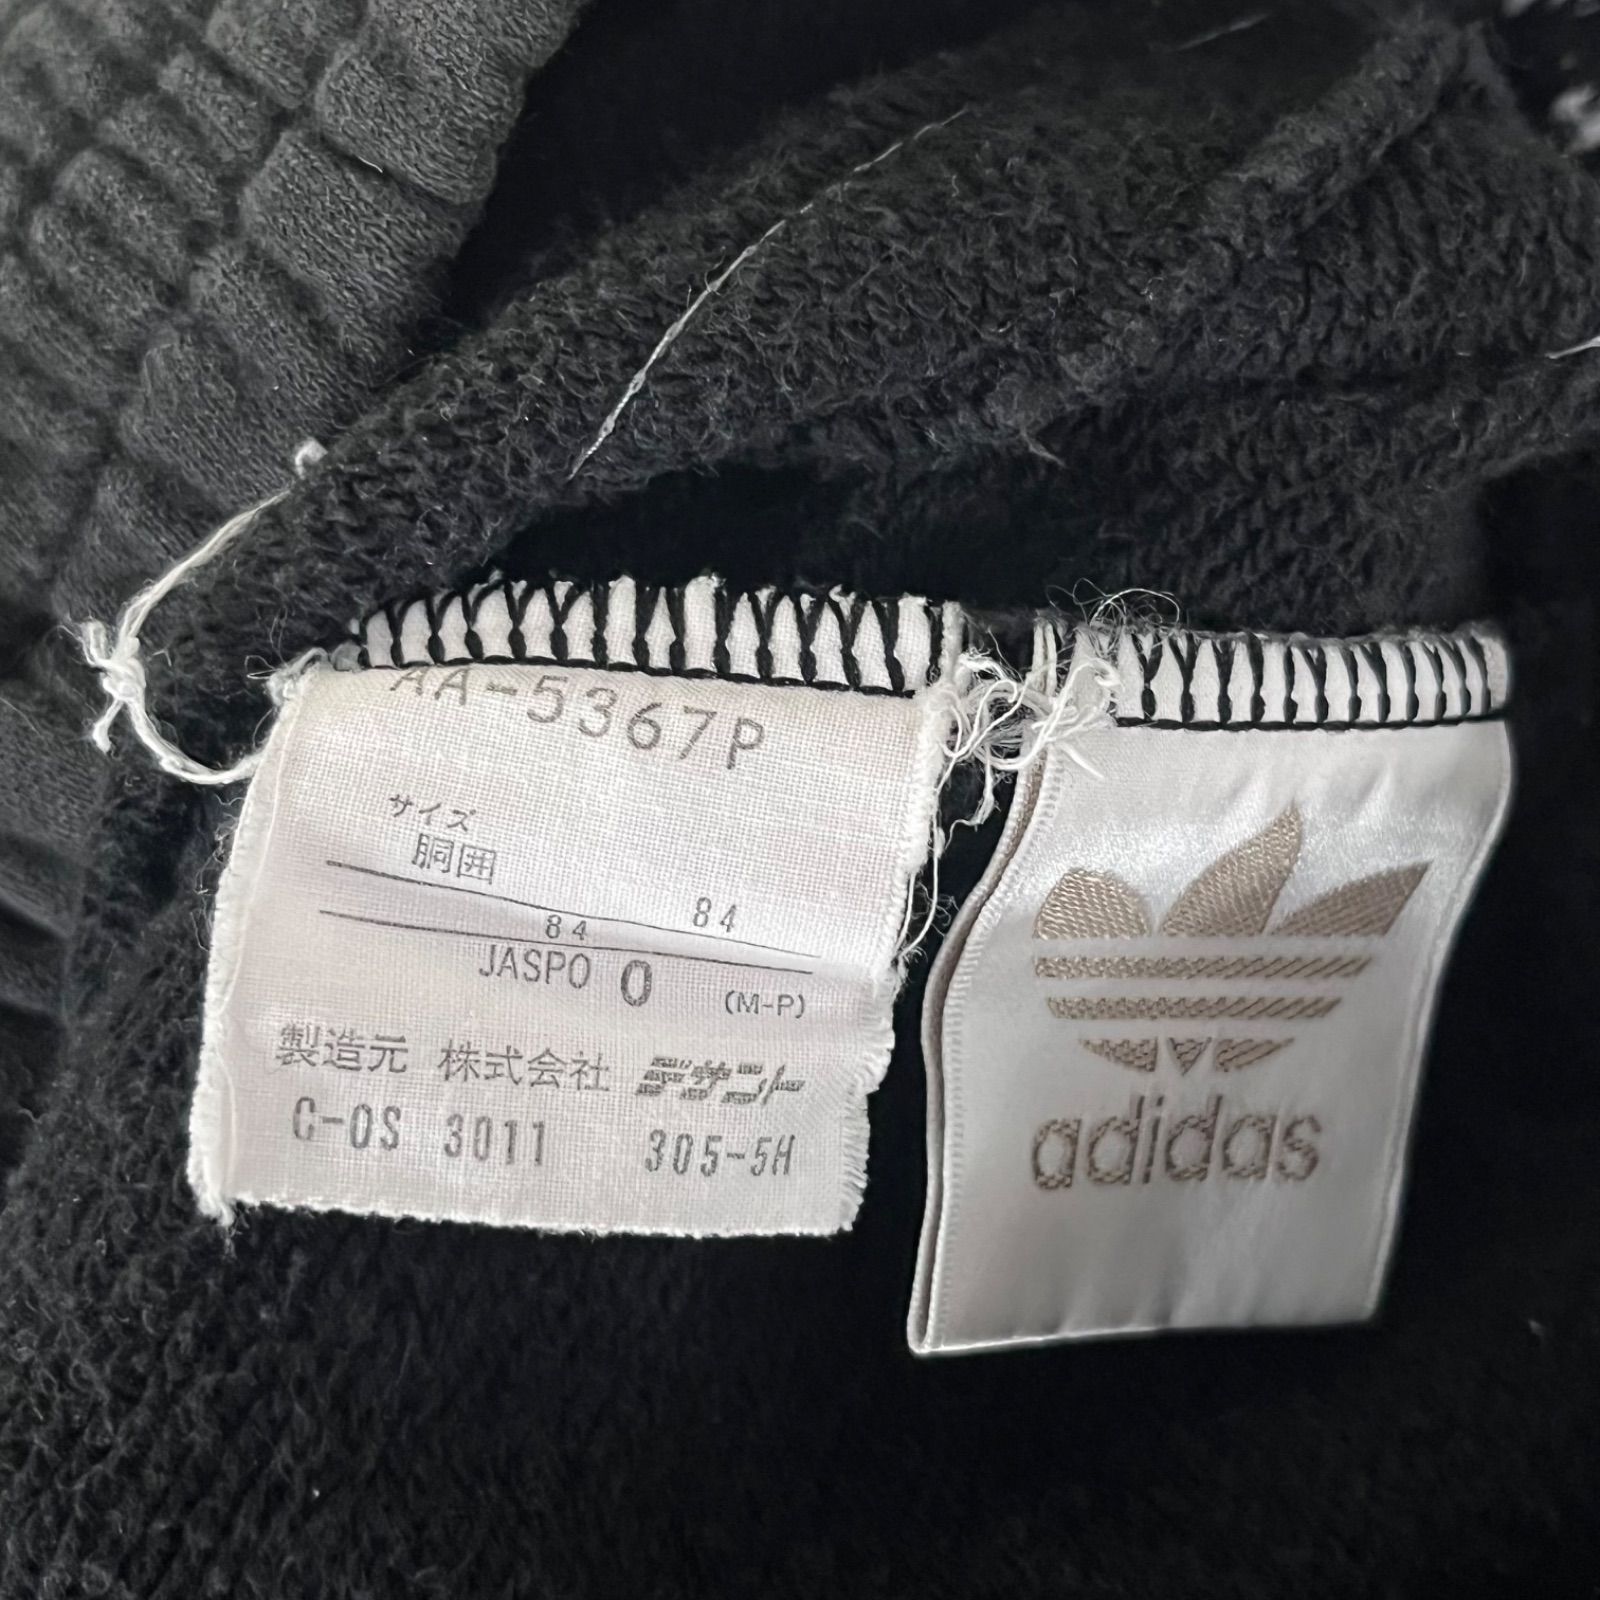 AA-5367P
サイズ
胴囲
84
84
JASPO O (M-P)
製造元 株式会社 デサント
C-OS 3011 305-5H
adidas